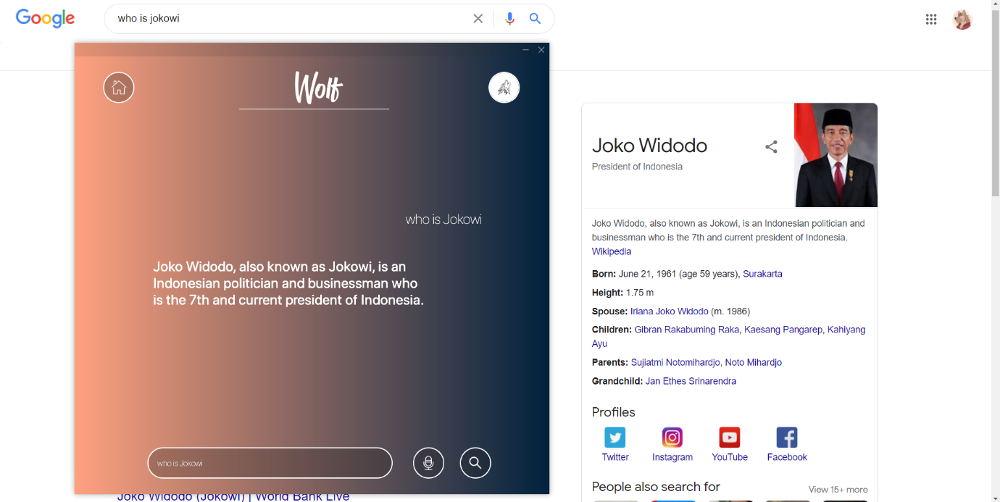 Google
who is jokowi
Wolf
who is Jokowi
Joko Widodo, also known as Jokowi, is an
Indonesian politician and businessman who
is the 7th and current president of Indonesia.
who is Jokowi
Joko Widodo (Jokowi) | World Bank Live
Joko Widodo
President of Indonesia
Joko Widodo, also known as Jokowi, is an Indonesian politician and
businessman who is the 7th and current president of Indonesia.
Wikipedia
Born: June 21, 1961 (age 59 years), Surakarta
Height: 1.75 m
Spouse: Iriana Joko Widodo (m. 1986)
Children: Gibran Rakabuming Raka, Kaesang Pangarep, Kahiyang
Ayu
Parents: Sujiatmi Notomihardjo, Noto Mihardjo
Grandchild: Jan Ethes Srinarendra
Profiles
Twitter
Instagram
YouTube
Facebook
People also search for
View 15+ more